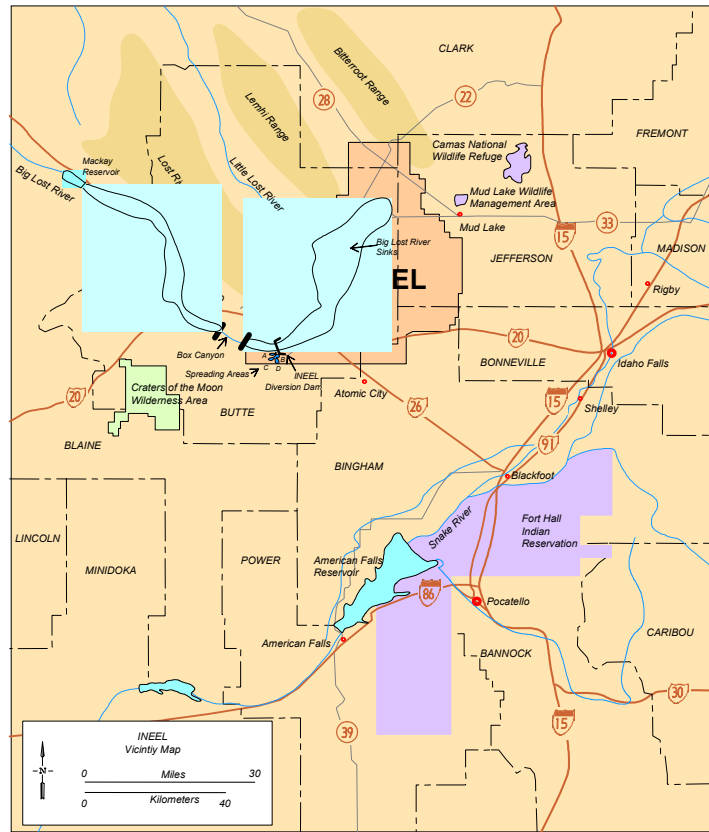 CLARK
Bitterroot Range
22
28
Lemhi Range
FREMONT
Camas National
Wildlife Refuge
Mackay
Reservoir
Big Lost River
Little Lost River
Mud Lake Wildlife
Management Area
Mud Lake
33
15
MADISON
Big Lost River
Sinks
JEFFERSON
EL
Rigby
20
Box Canyon
A
B
C
D
Spreading Areas
INEEL
Diversion Dam
BONNEVILLE
Idaho Falls
Craters of the Moon
Wilderness Area
20
BUTTE
Atomic City
26
15
Shelley
91
BLAINE
BINGHAM
Blackfoot
Snake River
Fort Hall
Indian
Reservation
LINCOLN
MINIDOKA
POWER
American Falls
Reservoir
86
Pocatello
American Falls
BANNOCK
CARIBOU
30
15
39
INEEL
Vicintiy Map
-N-
0
Miles
30
Kilometers
0
40